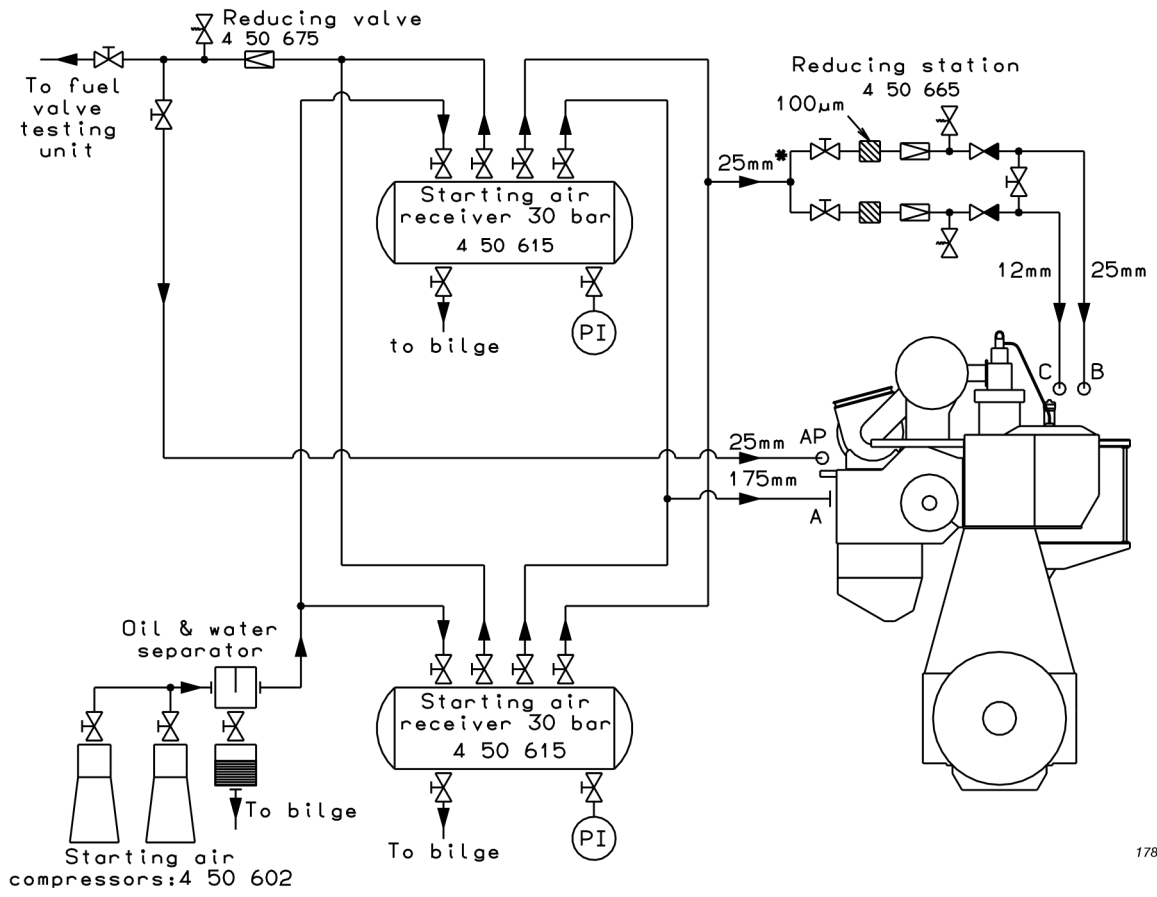 Reducing valve
4 50 675
To fuel
valve
testing
unit
Reducing station
4 50 665
100µm
25mm*
Starting air
receiver 30 bar
4 50 615
12mm
25mm
to bilge
PI
C
B
25mm
AP
175mm
A
Oil & water
separator
Starting air
receiver 30 bar
4 50 615
To bilge
To bilge
PI
Starting air
compressors:4 50 602
178